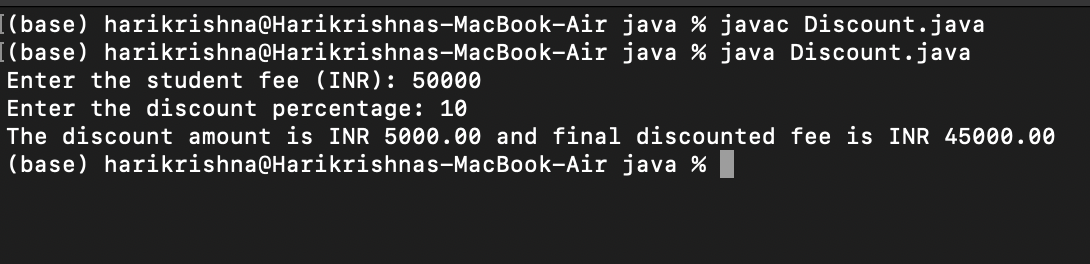 (base) harikrishna@Harikrishnas-MacBook-Air java % javac Discount.java
(base) harikrishna@Harikrishnas-MacBook-Air java % java Discount.java
Enter the student fee (INR): 50000
Enter the discount percentage: 10
The discount amount is INR 5000.00 and final discounted fee is INR 45000.00
(base) harikrishna@Harikrishnas-MacBook-Air java %